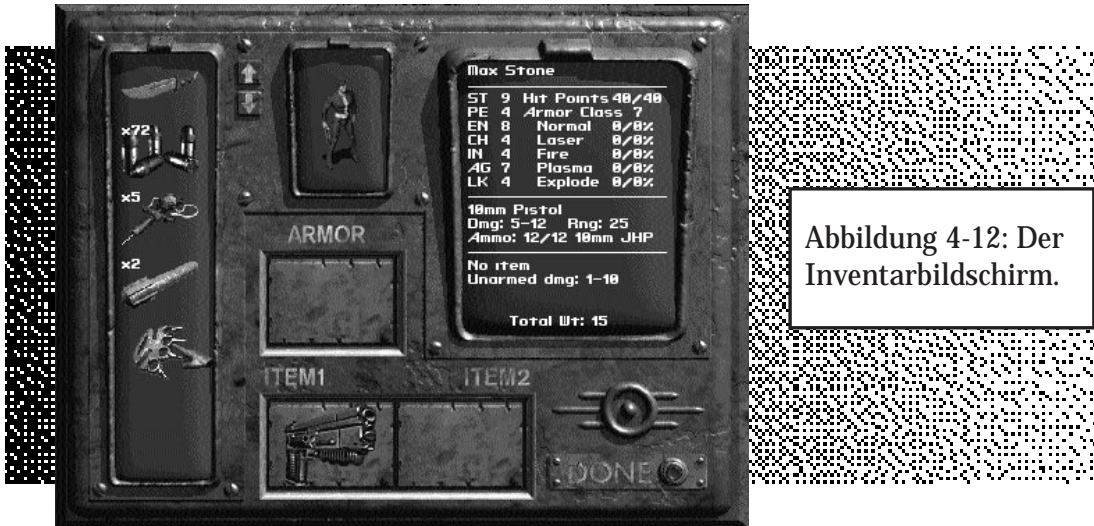 x72
x5
x2
ARMOR
ITEM1
ITEM2
Max Stone
ST 9 Hit Points 40/40
PE 4 Armor Class 7
EN 8 Normal 0/0%
CH 4 Laser 0/0%
IN 4 Fire 0/0%
AG 7 Plasma 0/0%
LK 4 Explode 0/0%
10mm Pistol
Dmg: 5-12 Rng: 25
Ammo: 12/12 10mm JHP
No item
Unarmed dmg: 1-10
Total Wt: 15
DONE
Abbildung 4-12: Der
Inventarbildschirm.